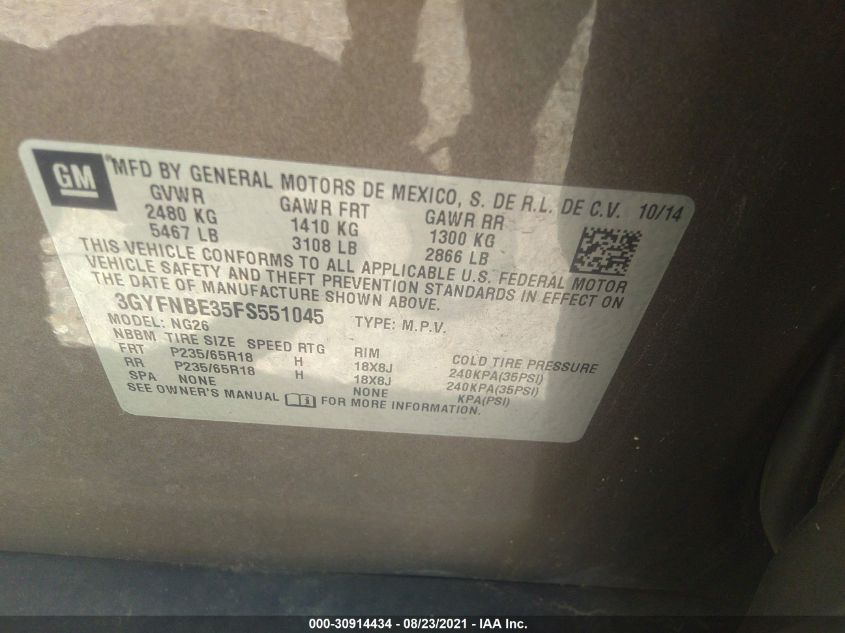 GM ®MFD BY GENERAL MOTORS DE MEXICO, S. DE R.L. DE C.V. 10/14
GVWR GAWR FRT GAWR RR
2480 KG 1410 KG 1300 KG
5467 LB 3108 LB 2866 LB
THIS VEHICLE CONFORMS TO ALL APPLICABLE U.S. FEDERAL MOTOR
VEHICLE SAFETY AND THEFT PREVENTION STANDARDS IN EFFECT ON
THE DATE OF MANUFACTURE SHOWN ABOVE.
3GYFNBE35FS551045 TYPE: M.P.V.
MODEL: NG26
NBBM TIRE SIZE SPEED RTG RIM COLD TIRE PRESSURE
FRT P235/65R18 H 18X8J 240KPA(35PSI)
RR P235/65R18 H 18X8J 240KPA(35PSI)
SPA NONE NONE KPA(PSI)
SEE OWNER'S MANUAL FOR MORE INFORMATION.
000-30914434 - 08/23/2021 - IAA Inc.